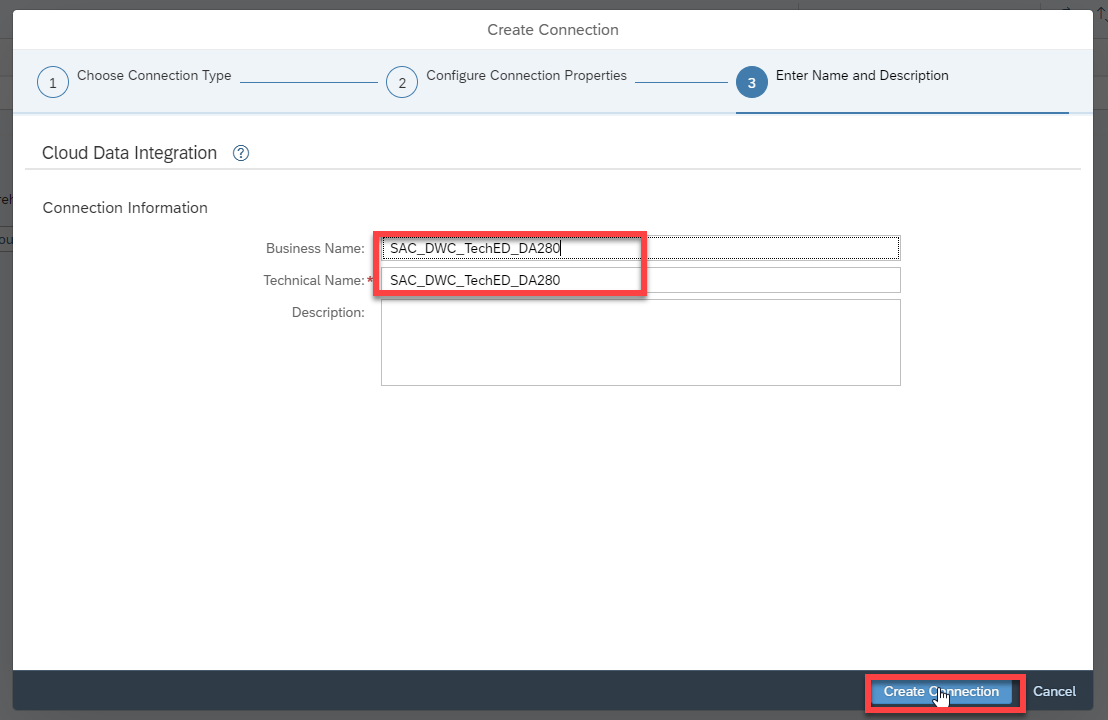 Create Connection
1 Choose Connection Type 2 Configure Connection Properties 3 Enter Name and Description
Cloud Data Integration ?
Connection Information
Business Name: SAC_DWC_TechED_DA280
Technical Name:* SAC_DWC_TechED_DA280
Description:
Create Connection Cancel